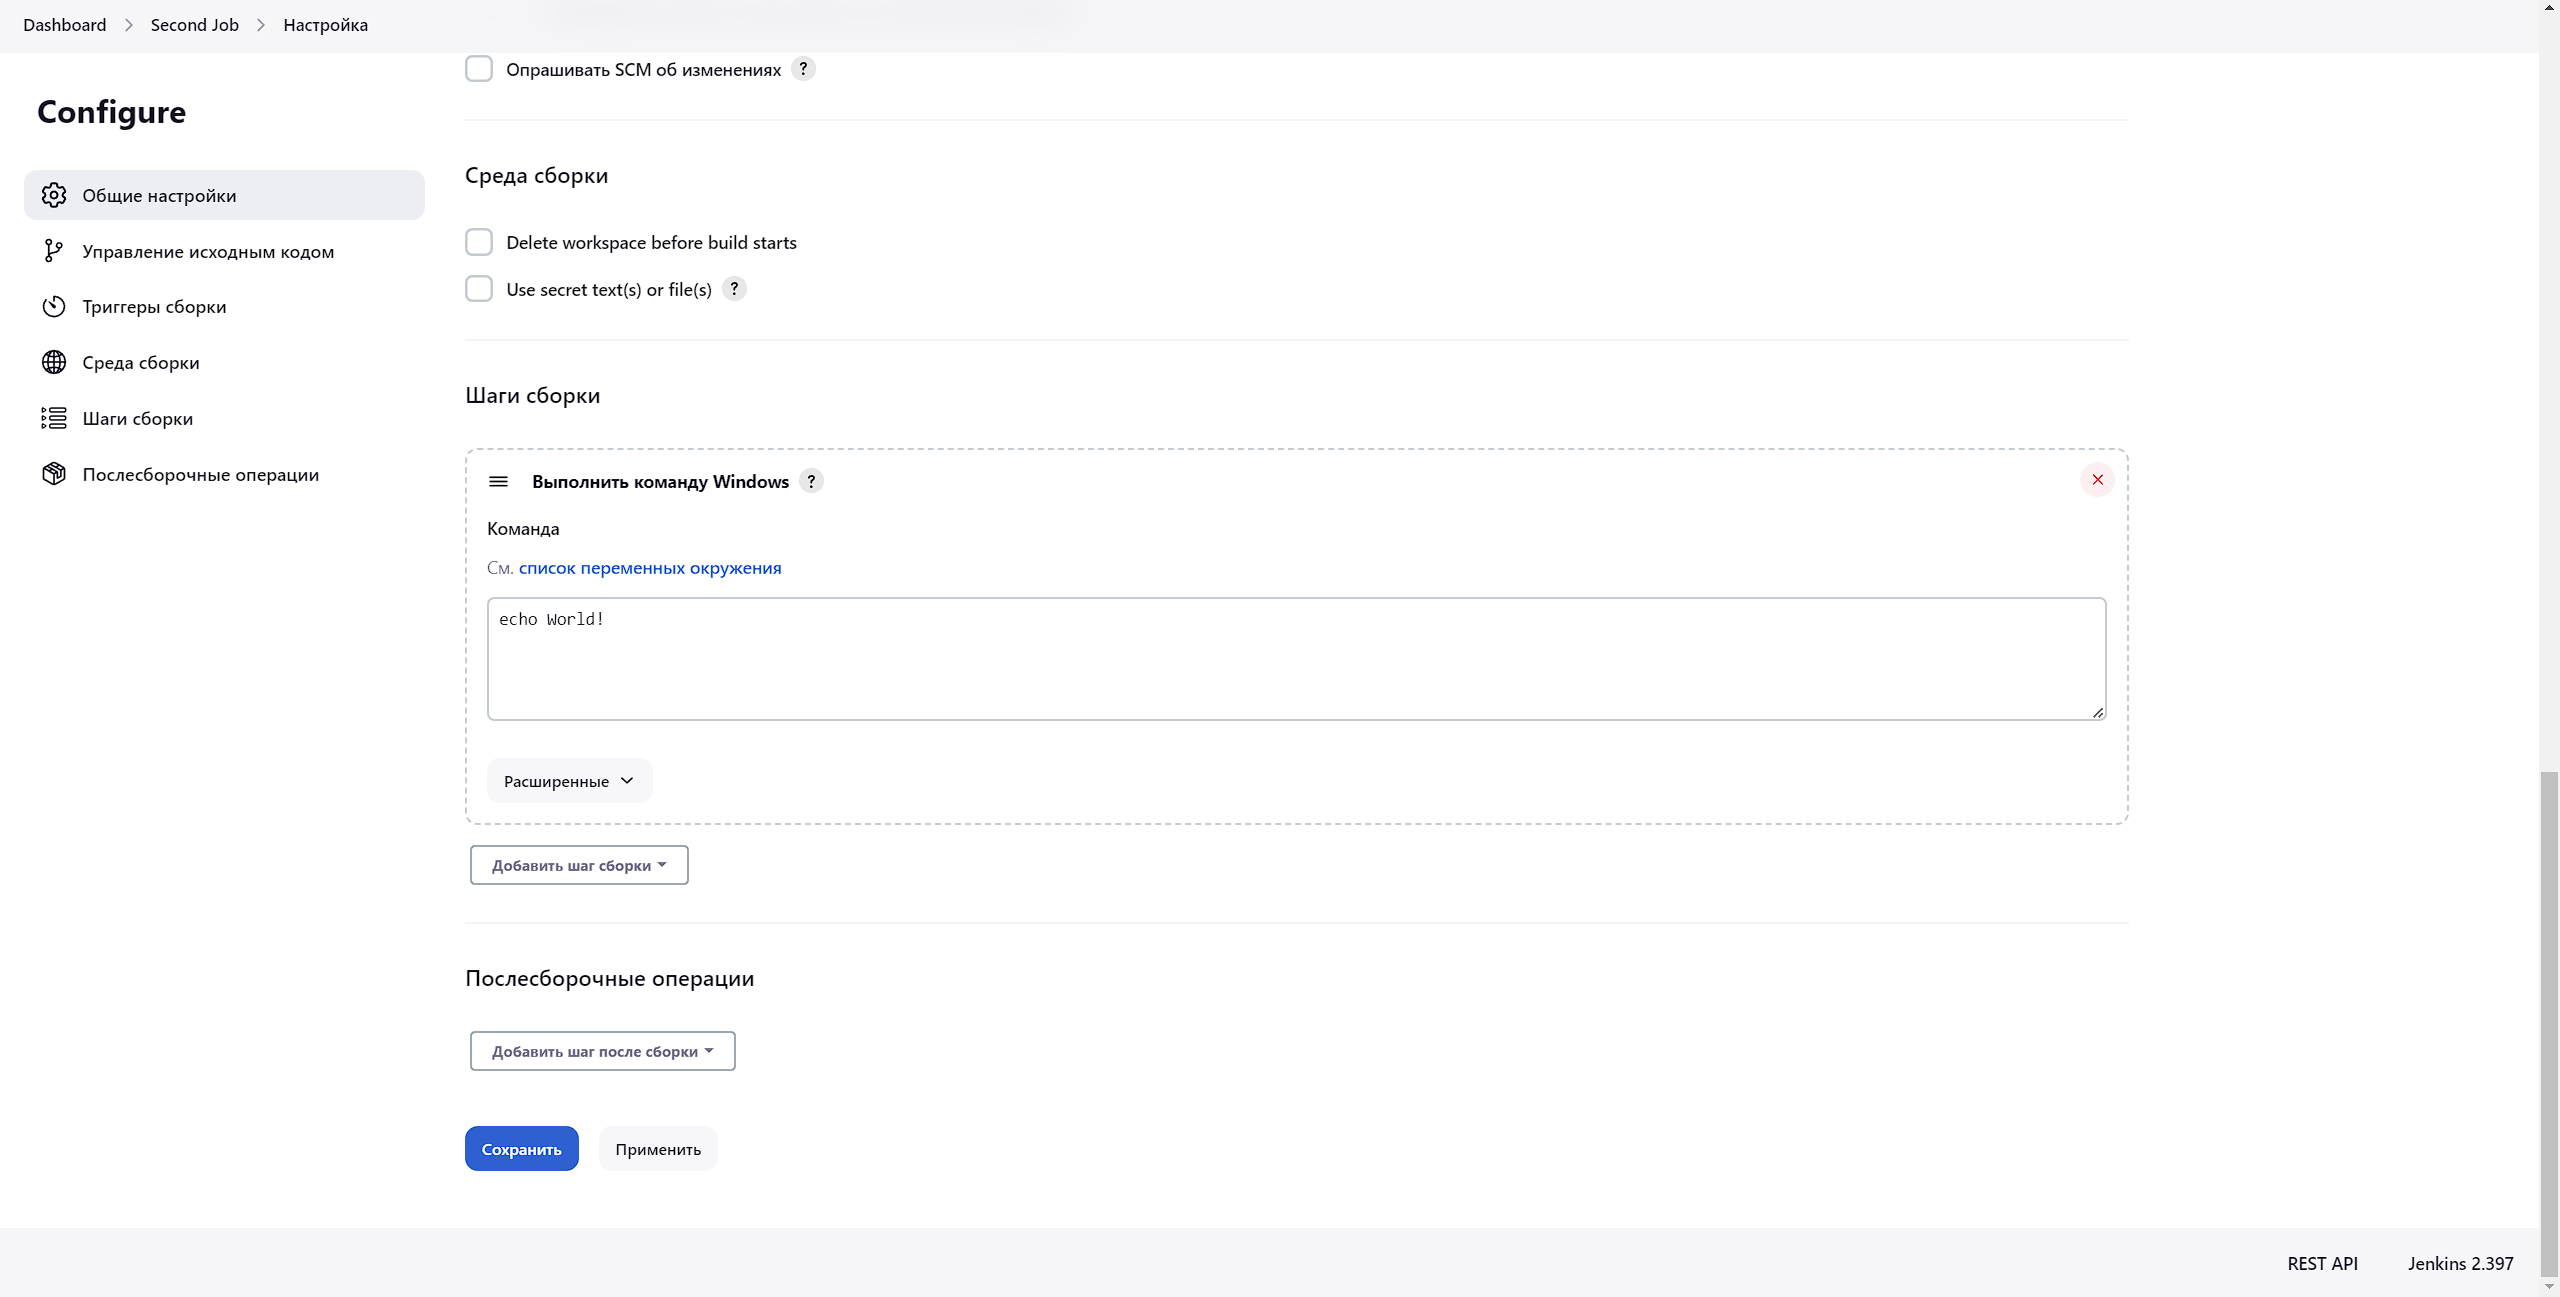 Dashboard > Second Job > Настройка
Configure
Общие настройки
Управление исходным кодом
Триггеры сборки
Среда сборки
Шаги сборки
Послесборочные операции
Опрашивать SCM об изменениях ?
Среда сборки
Delete workspace before build starts
Use secret text(s) or file(s) ?
Шаги сборки
Выполнить команду Windows ?
Команда
См. список переменных окружения
echo World!
Расширенные
Добавить шаг сборки
Послесборочные операции
Добавить шаг после сборки
Сохранить Применить
REST API Jenkins 2.397